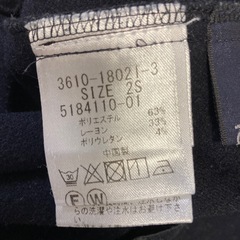 3610-18021-3
SIZE 2S
5184110-01
ポリエステル 63%
レーヨン 33%
ポリウレタン 4%
中国製
F W